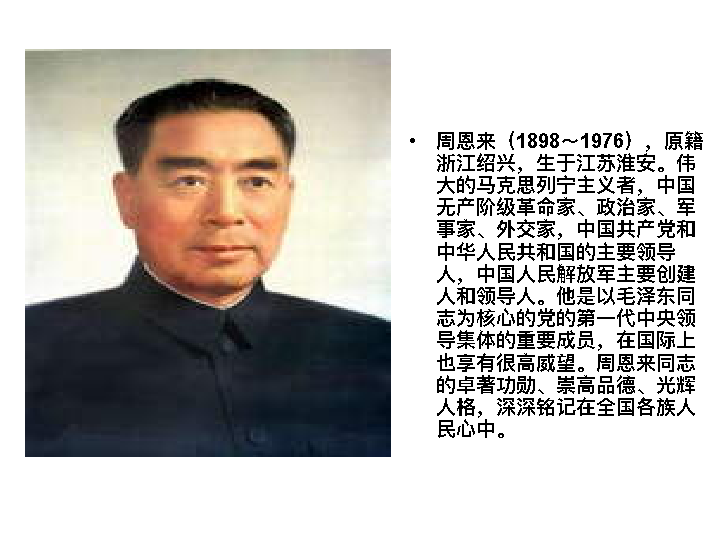 • 周恩来（1898～1976），原籍
浙江绍兴，生于江苏淮安。伟
大的马克思列宁主义者，中国
无产阶级革命家、政治家、军
事家、外交家，中国共产党和
中华人民共和国的主要领导
人，中国人民解放军主要创建
人和领导人。他是以毛泽东同
志为核心的党的第一代中央领
导集体的重要成员，在国际上
也享有很高威望。周恩来同志
的卓著功勋、崇高品德、光辉
人格，深深铭记在全国各族人
民心中。